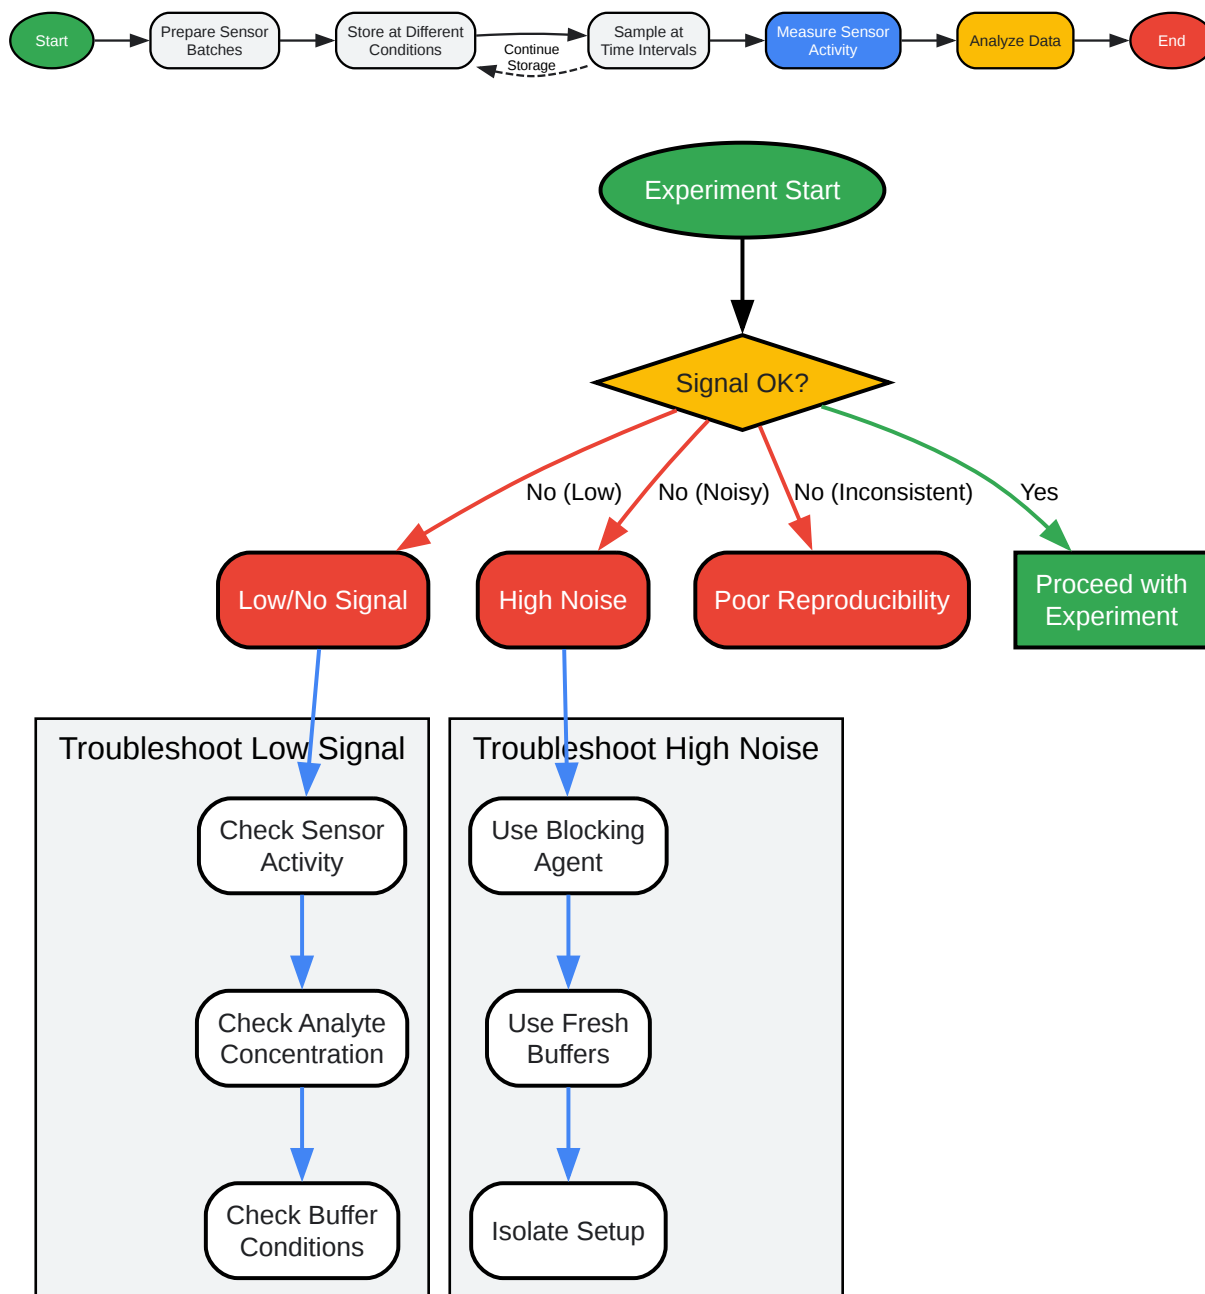 Start
Prepare Sensor
Batches
Store at Different
Conditions
Continue
Storage
Sample at
Time Intervals
Measure Sensor
Activity
Analyze Data
End
Experiment Start
Signal OK?
No (Low)
No (Noisy)
No (Inconsistent)
Yes
Low/No Signal
High Noise
Poor Reproducibility
Proceed with
Experiment
Troubleshoot Low Signal
Check Sensor
Activity
Check Analyte
Concentration
Check Buffer
Conditions
Troubleshoot High Noise
Use Blocking
Agent
Use Fresh
Buffers
Isolate Setup